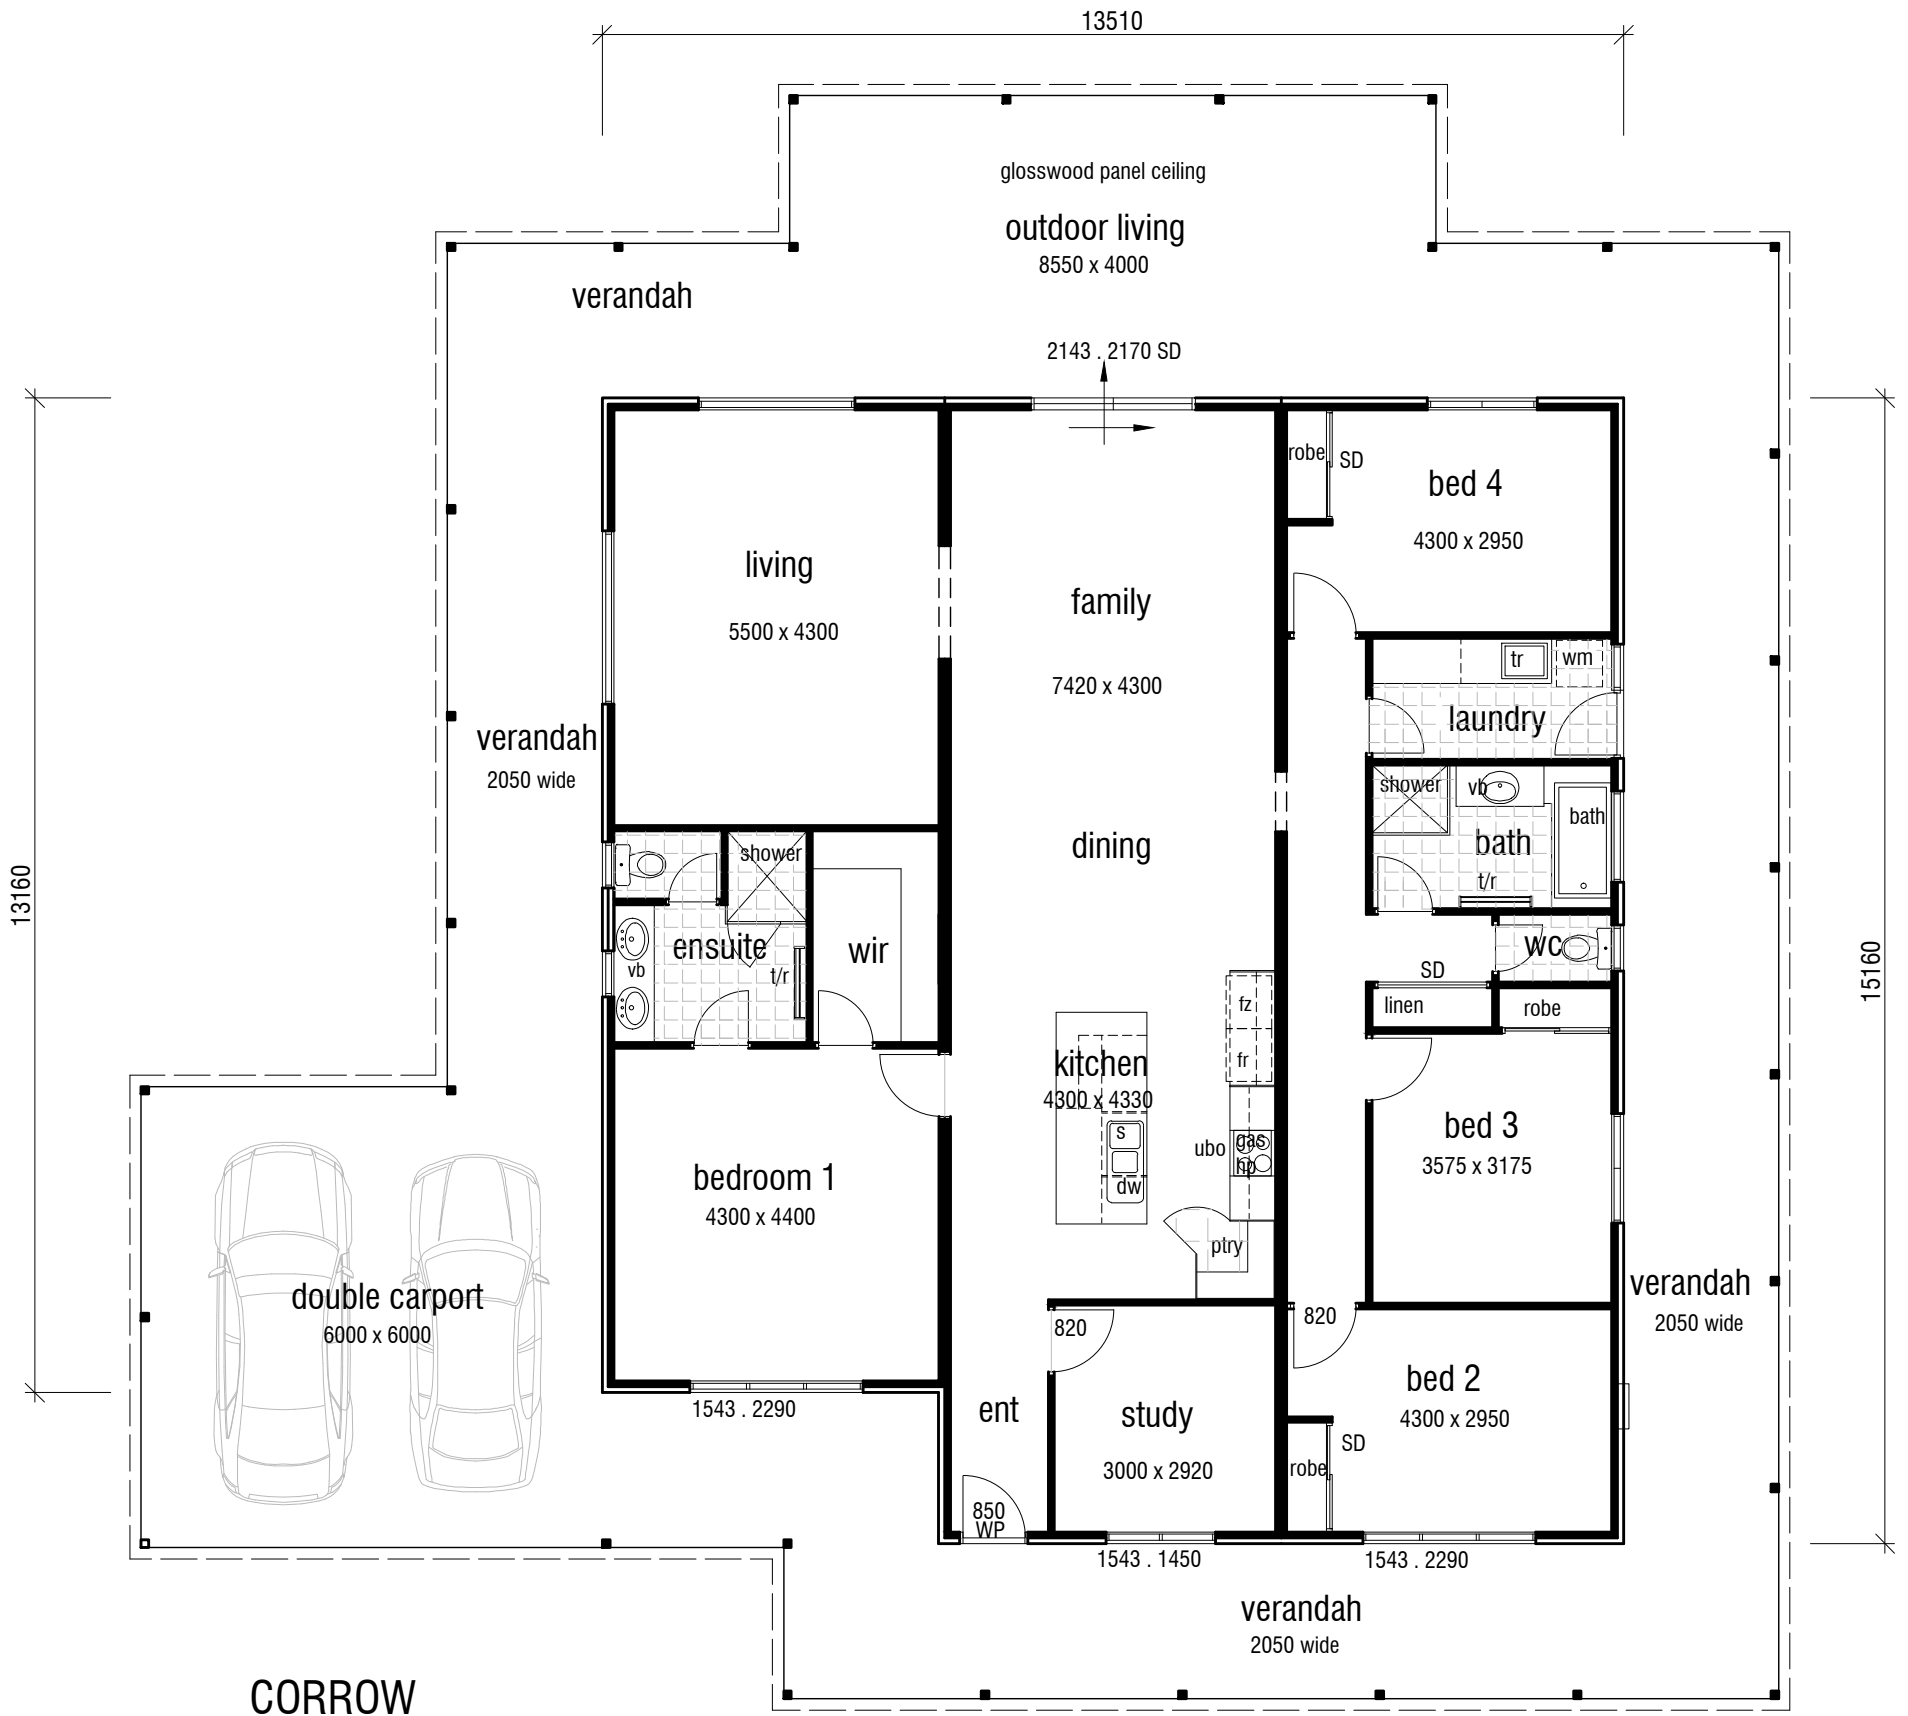 13510
glosswood panel ceiling
outdoor living
8550 x 4000
verandah
2143 . 2170 SD
robe
SD
bed 4
4300 x 2950
living
5500 x 4300
family
7420 x 4300
tr
wm
laundry
verandah
2050 wide
shower
vb
bath
bath
t/r
dining
shower
13160
ensuite
vb
t/r
wir
wc
SD
linen
robe
15160
fz
fr
kitchen
4300 x 4330
s
ubo
gas
hp
dw
ptry
bed 3
3575 x 3175
bedroom 1
4300 x 4400
double carport
6000 x 6000
verandah
2050 wide
820
820
1543 . 2290
ent
study
3000 x 2920
bed 2
4300 x 2950
SD
robe
850
WP
1543 . 1450
1543 . 2290
verandah
2050 wide
CORROW